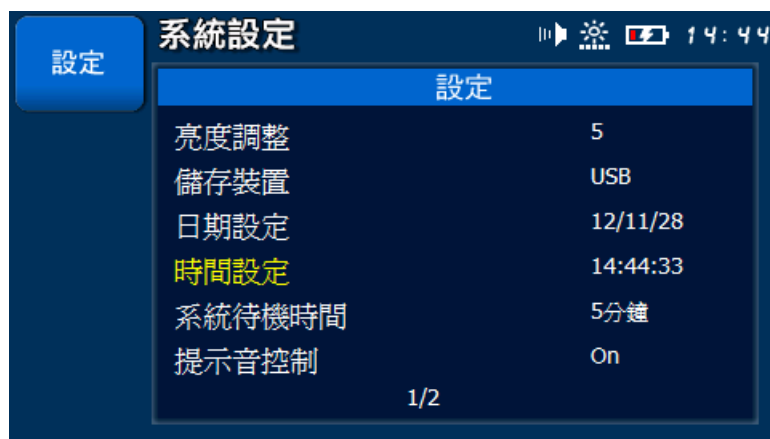 設定
系統設定 14:44
設定
亮度調整 5
儲存裝置 USB
日期設定 12/11/28
時間設定 14:44:33
系統待機時間 5分鐘
提示音控制 On
1/2